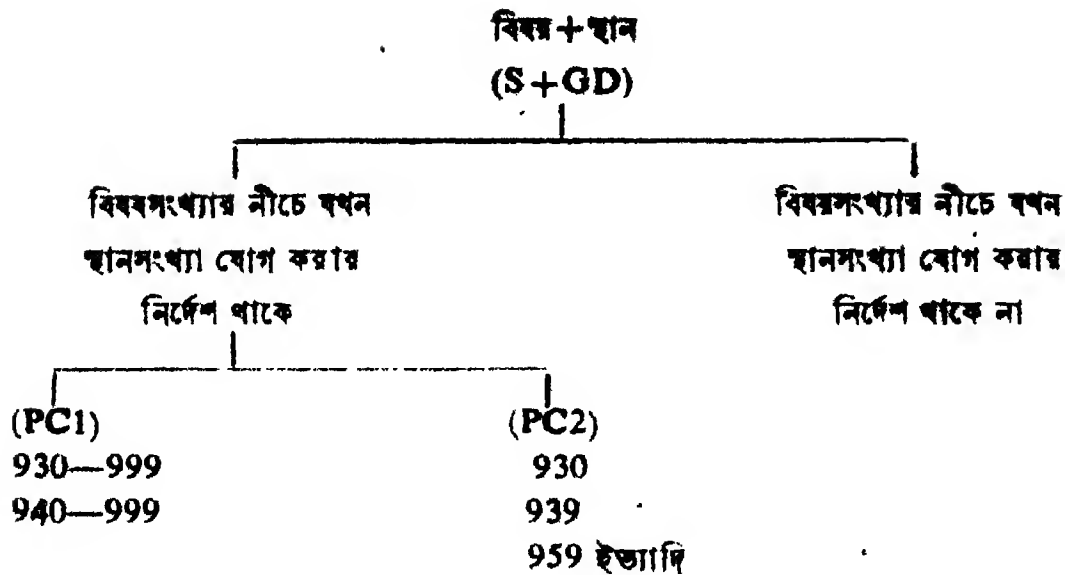 বিষয়+স্থান
(S+GD)
বিষয়সংখ্যার নীচে যখন
স্থানসংখ্যা যোগ করার
নির্দেশ থাকে
বিষয়সংখ্যার নীচে যখন
স্থানসংখ্যা যোগ করার
নির্দেশ থাকে না
(PC1)
930—999
940—999
(PC2)
930
939
959 ইত্যাদি